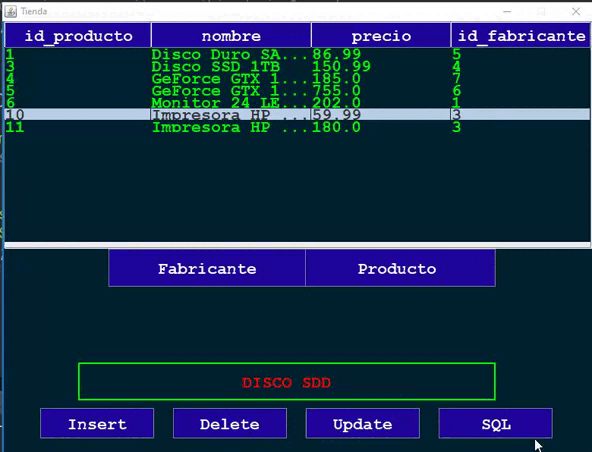 Tienda
id_producto nombre precio id_fabricante
1 Disco Duro SA... 86.99 5
3 Disco SSD 1TB 150.99 4
4 GeForce GTX 1... 185.0 7
5 GeForce GTX 1... 755.0 6
6 Monitor 24 LE... 202.0 1
10 Impresora HP ... 59.99 3
11 Impresora HP ... 180.0 3
Fabricante Producto
DISCO SDD
Insert Delete Update SQL